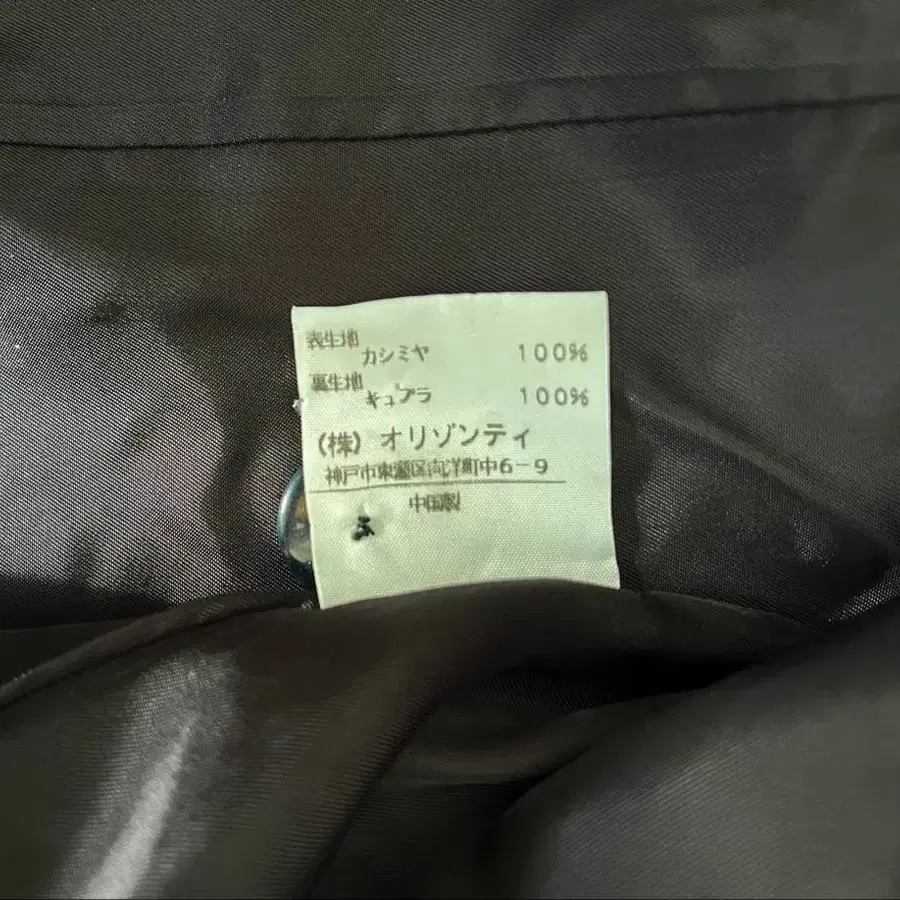 表生地
カシミヤ 100%
裏生地
キュプラ 100%
(株) オリゾンティ
神戸市東灘区向洋町中6-9
中国製